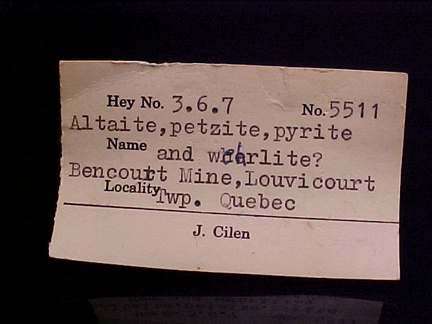 Hey No. 3.6.7 No. 5511
Altaite,petzite,pyrite
Name and wehrlite?
Bencourt Mine,Louvicourt
Locality Twp. Quebec
J. Cilen